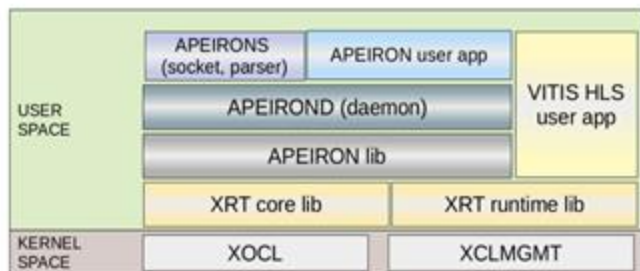 APEIRONS
(socket, parser)
APEIRON user app
VITIS HLS
user app
USER
SPACE
APEIROND (daemon)
APEIRON lib
XRT core lib
XRT runtime lib
KERNEL
SPACE
XOCL
XCLMGMT